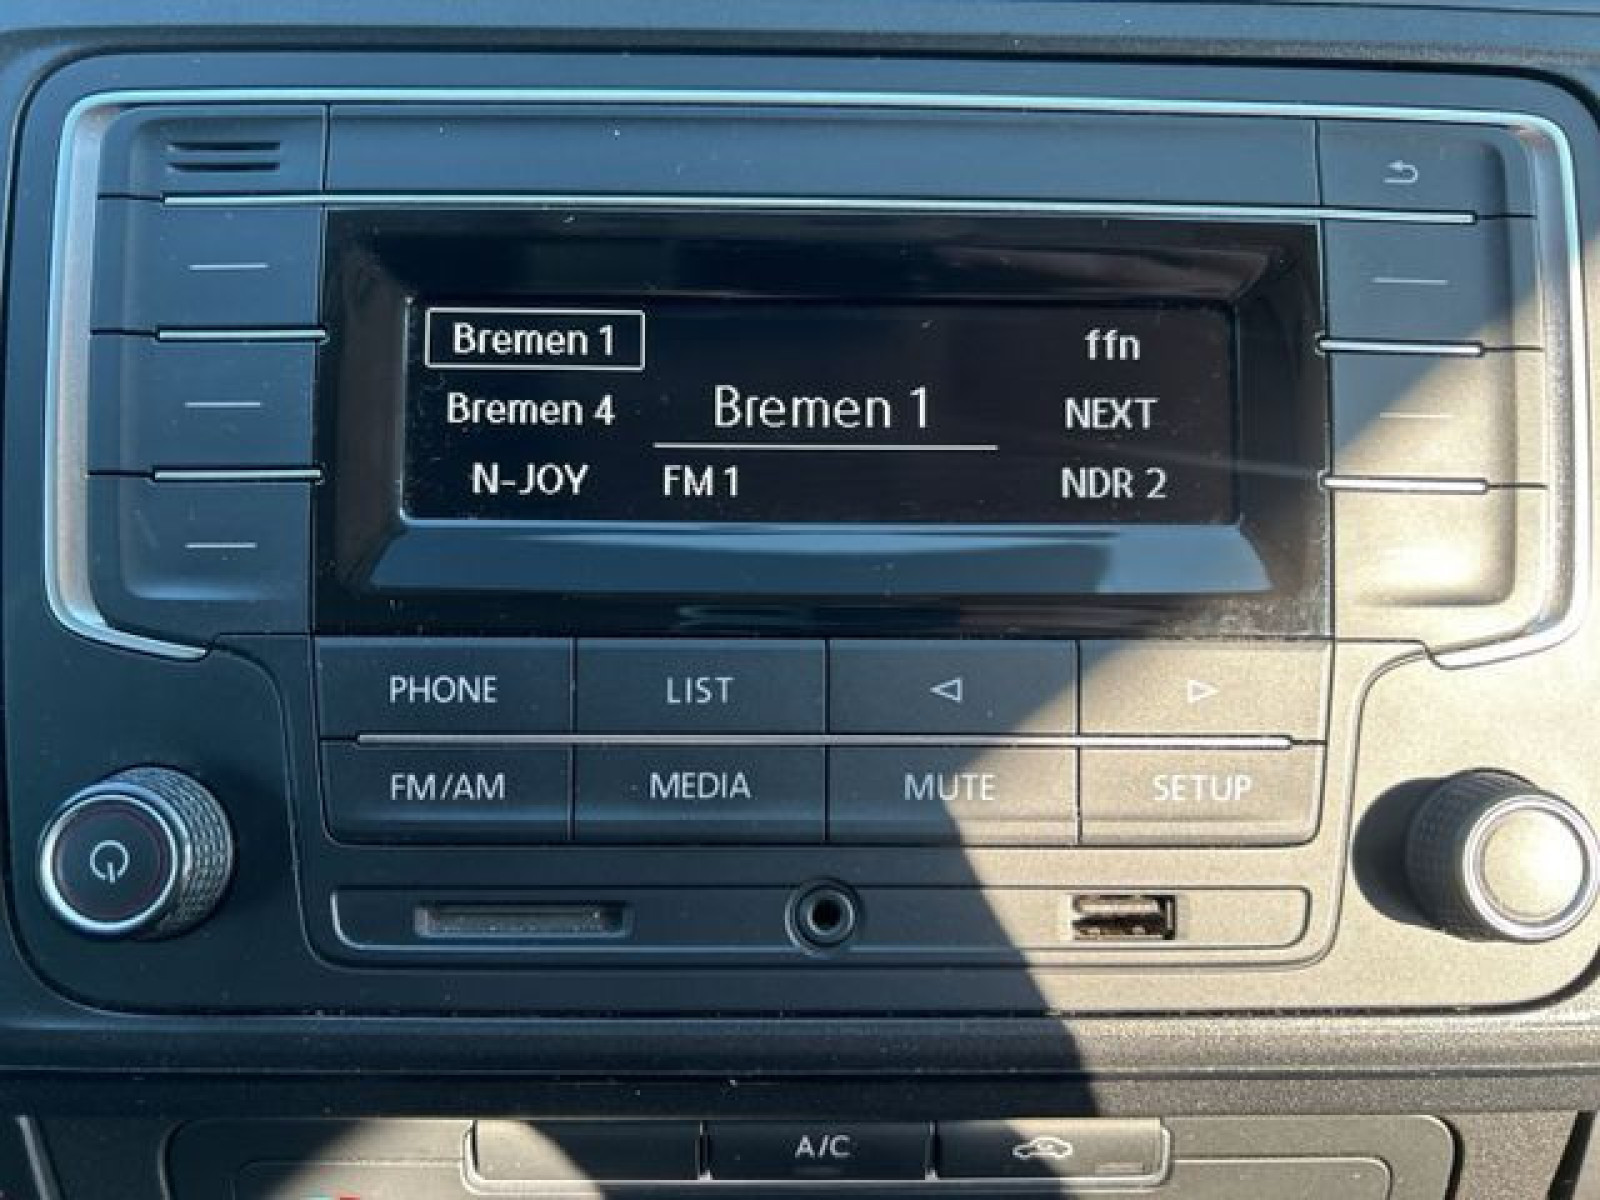 Bremen 1
ffn
Bremen 4
Bremen 1
NEXT
N-JOY
FM 1
NDR 2
PHONE
LIST
FM/AM
MEDIA
MUTE
SETUP
A/C